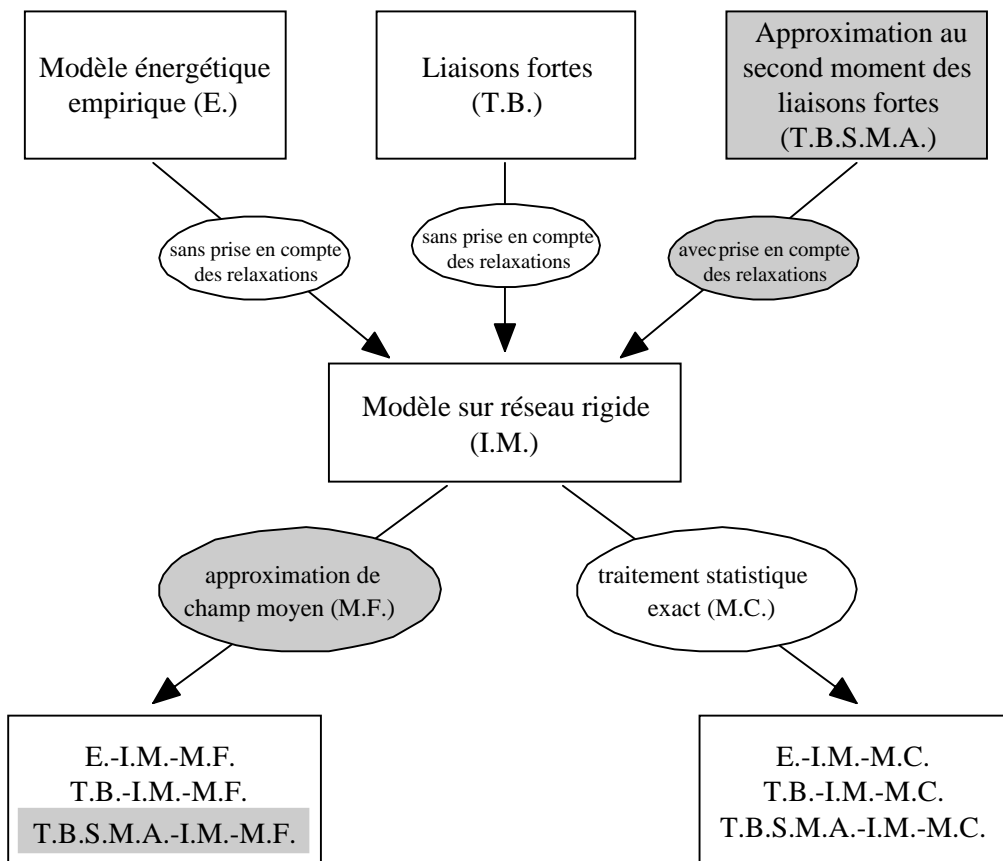 Modèle énergétique
empirique (E.)
Liaisons fortes
(T.B.)
Approximation au
second moment des
liaisons fortes
(T.B.S.M.A.)
sans prise en compte
des relaxations
sans prise en compte
des relaxations
avec prise en compte
des relaxations
Modèle sur réseau rigide
(I.M.)
approximation de
champ moyen (M.F.)
traitement statistique
exact (M.C.)
E.-I.M.-M.F.
T.B.-I.M.-M.F.
T.B.S.M.A.-I.M.-M.F.
E.-I.M.-M.C.
T.B.-I.M.-M.C.
T.B.S.M.A.-I.M.-M.C.